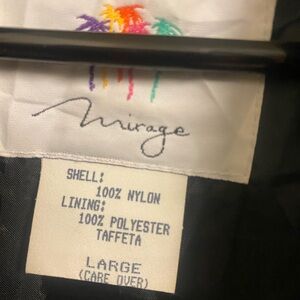 Mirage
SHELL:
100% NYLON
LINING:
100% POLYESTER
TAFFETA
LARGE
(CARE OVER)